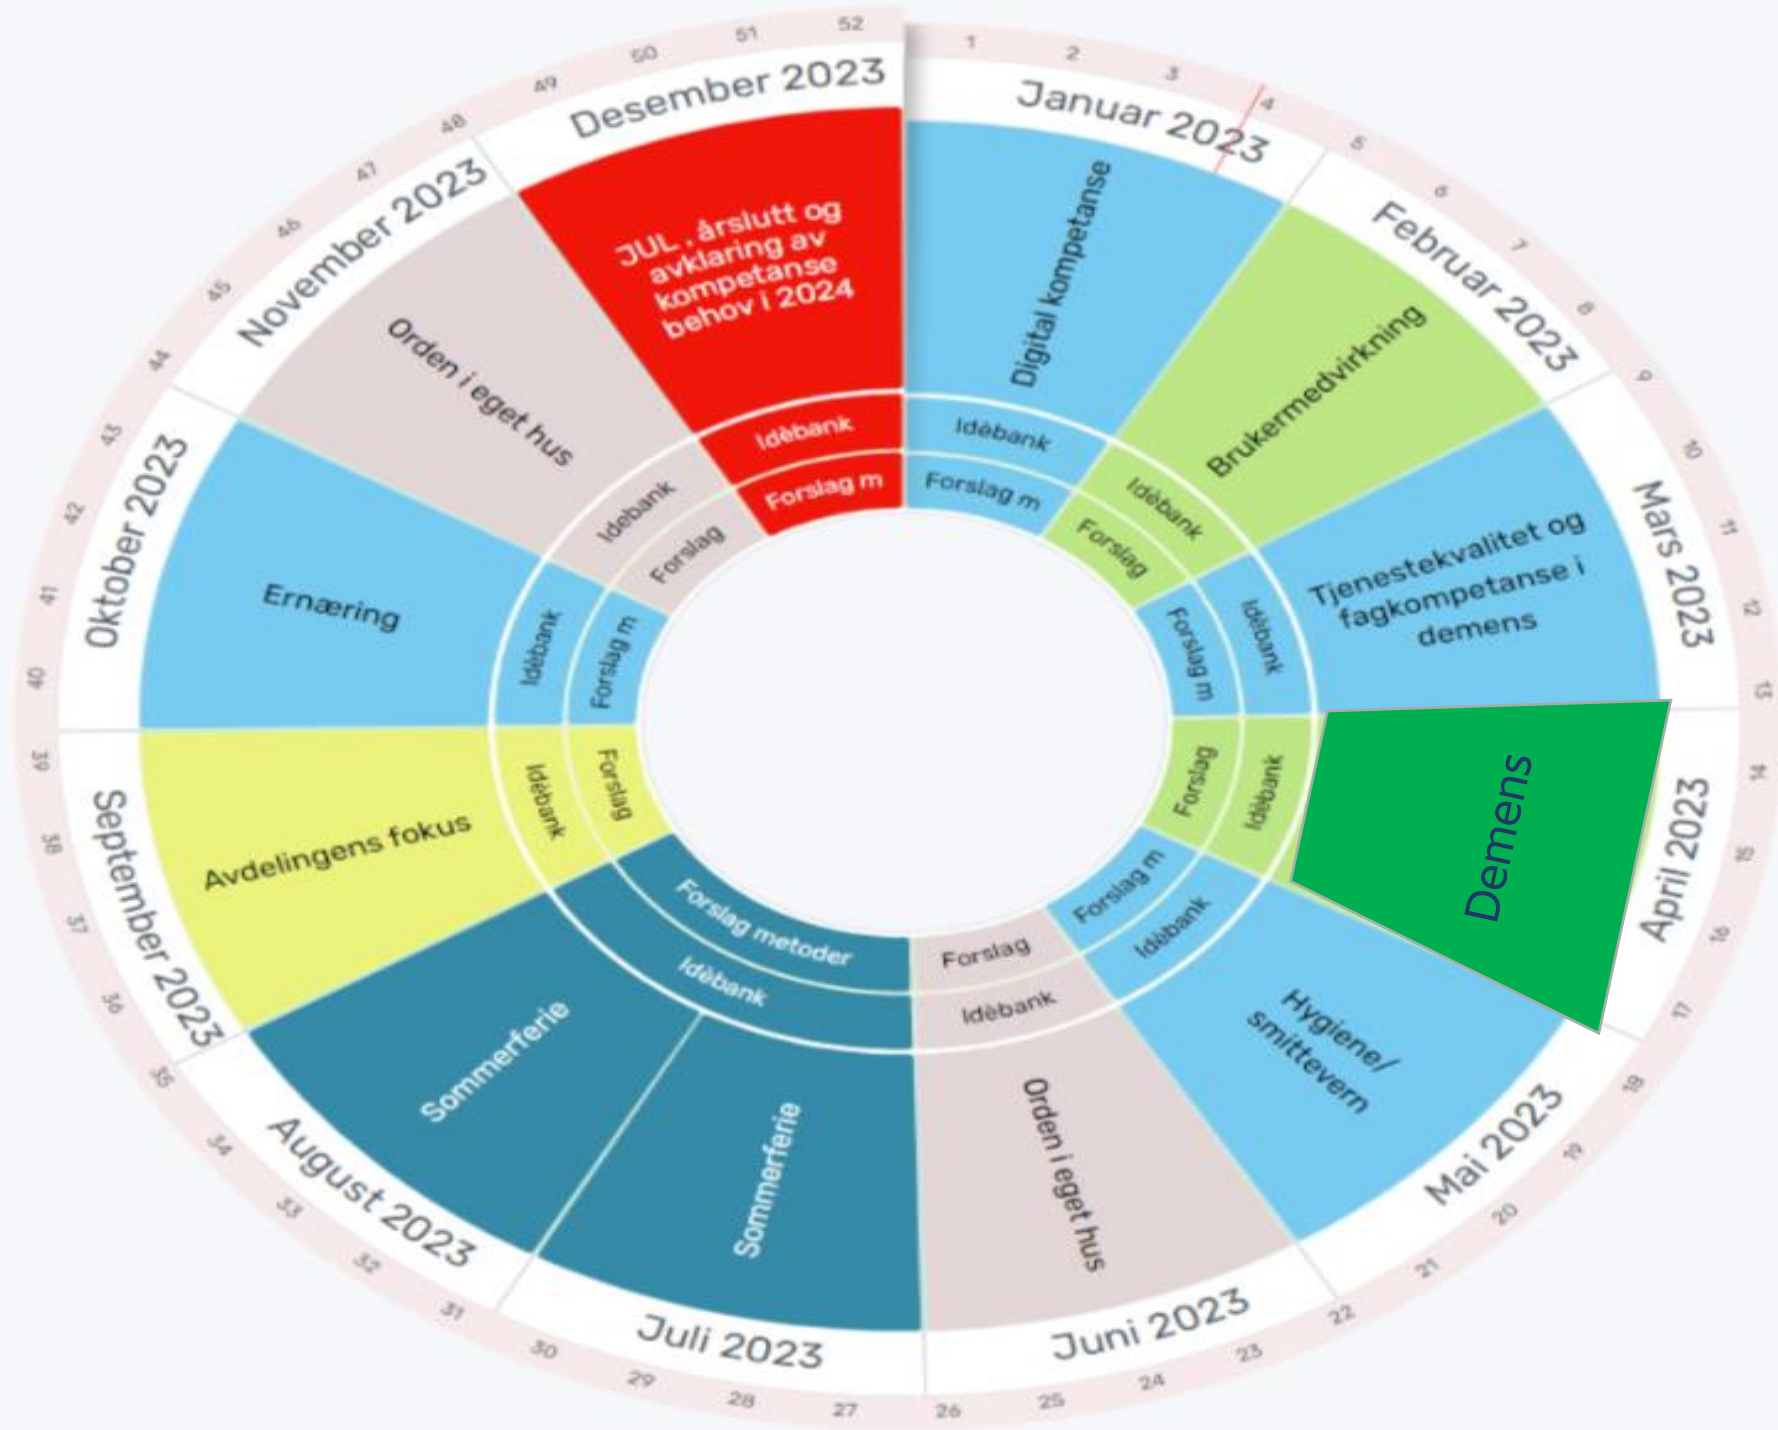 Januar 2023
Februar 2023
Mars 2023
April 2023
Mai 2023
Juni 2023
Juli 2023
August 2023
September 2023
Oktober 2023
November 2023
Desember 2023
1
2
3
4
5
6
7
8
9
10
11
12
13
14
15
16
17
18
19
20
21
22
23
24
25
26
27
28
29
30
31
32
33
34
35
36
37
38
39
40
41
42
43
44
45
46
47
48
49
50
51
52
Digital kompetanse
Idèbank
Forslag m
Brukermedvirkning
Idèbank
Forslag
Tjenestekvalitet og
fagkompetanse i
demens
Idèbank
Forslag m
Demens
Idèbank
Forslag
Hygiene/
smittevern
Idèbank
Forslag m
Orden i eget hus
Idèbank
Forslag
Sommerferie
Sommerferie
Idèbank
Forslag metoder
Avdelingens fokus
Idèbank
Forslag
Ernæring
Idèbank
Forslag m
Orden i eget hus
Idebank
Forslag
JUL , årslutt og
avklaring av
kompetanse
behov i 2024
Idèbank
Forslag m